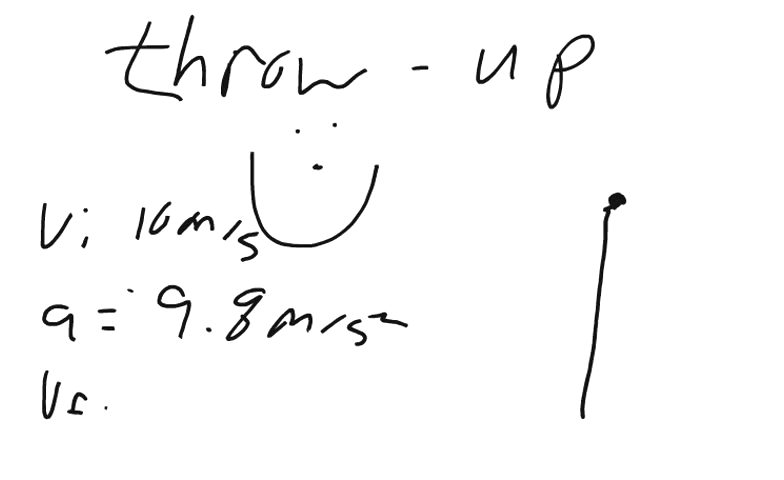 throw - up
Vi 10m/s
a = 9.8m/s²
Vf.